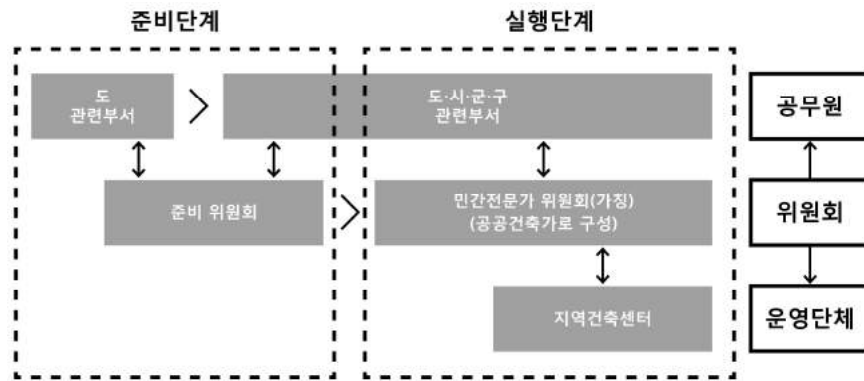 준비단계
실행단계
도
관련부서
>
도·시·군·구
관련부서
공무원
준비 위원회
>
민간전문가 위원회(가칭)
(공공건축가로 구성)
위원회
지역건축센터
운영단체